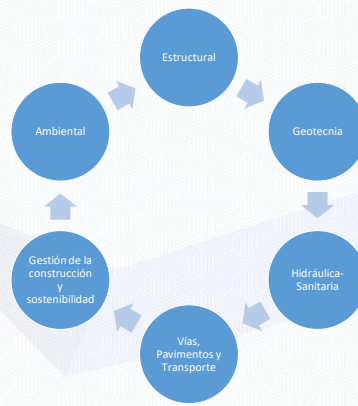 Estructural
Geotecnia
Hidráulica-
Sanitaria
Vías,
Pavimentos y
Transporte
Gestión de la
construcción
y
sostenibilidad
Ambiental